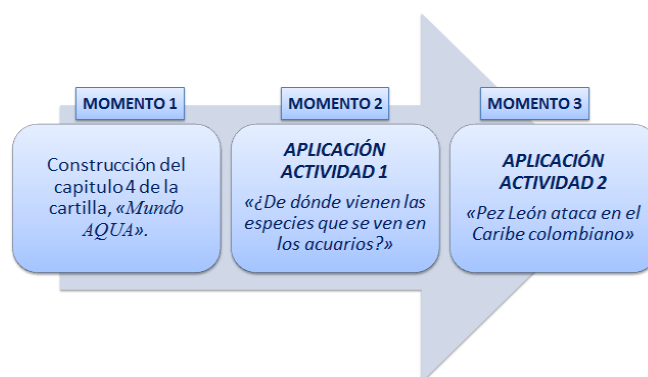 MOMENTO 1
Construcción del
capitulo 4 de la
cartilla, «Mundo
AQUA».
MOMENTO 2
APLICACIÓN
ACTIVIDAD 1
«¿De dónde vienen las
especies que se ven en
los acuarios?»
MOMENTO 3
APLICACIÓN
ACTIVIDAD 2
«Pez León ataca en el
Caribe colombiano»